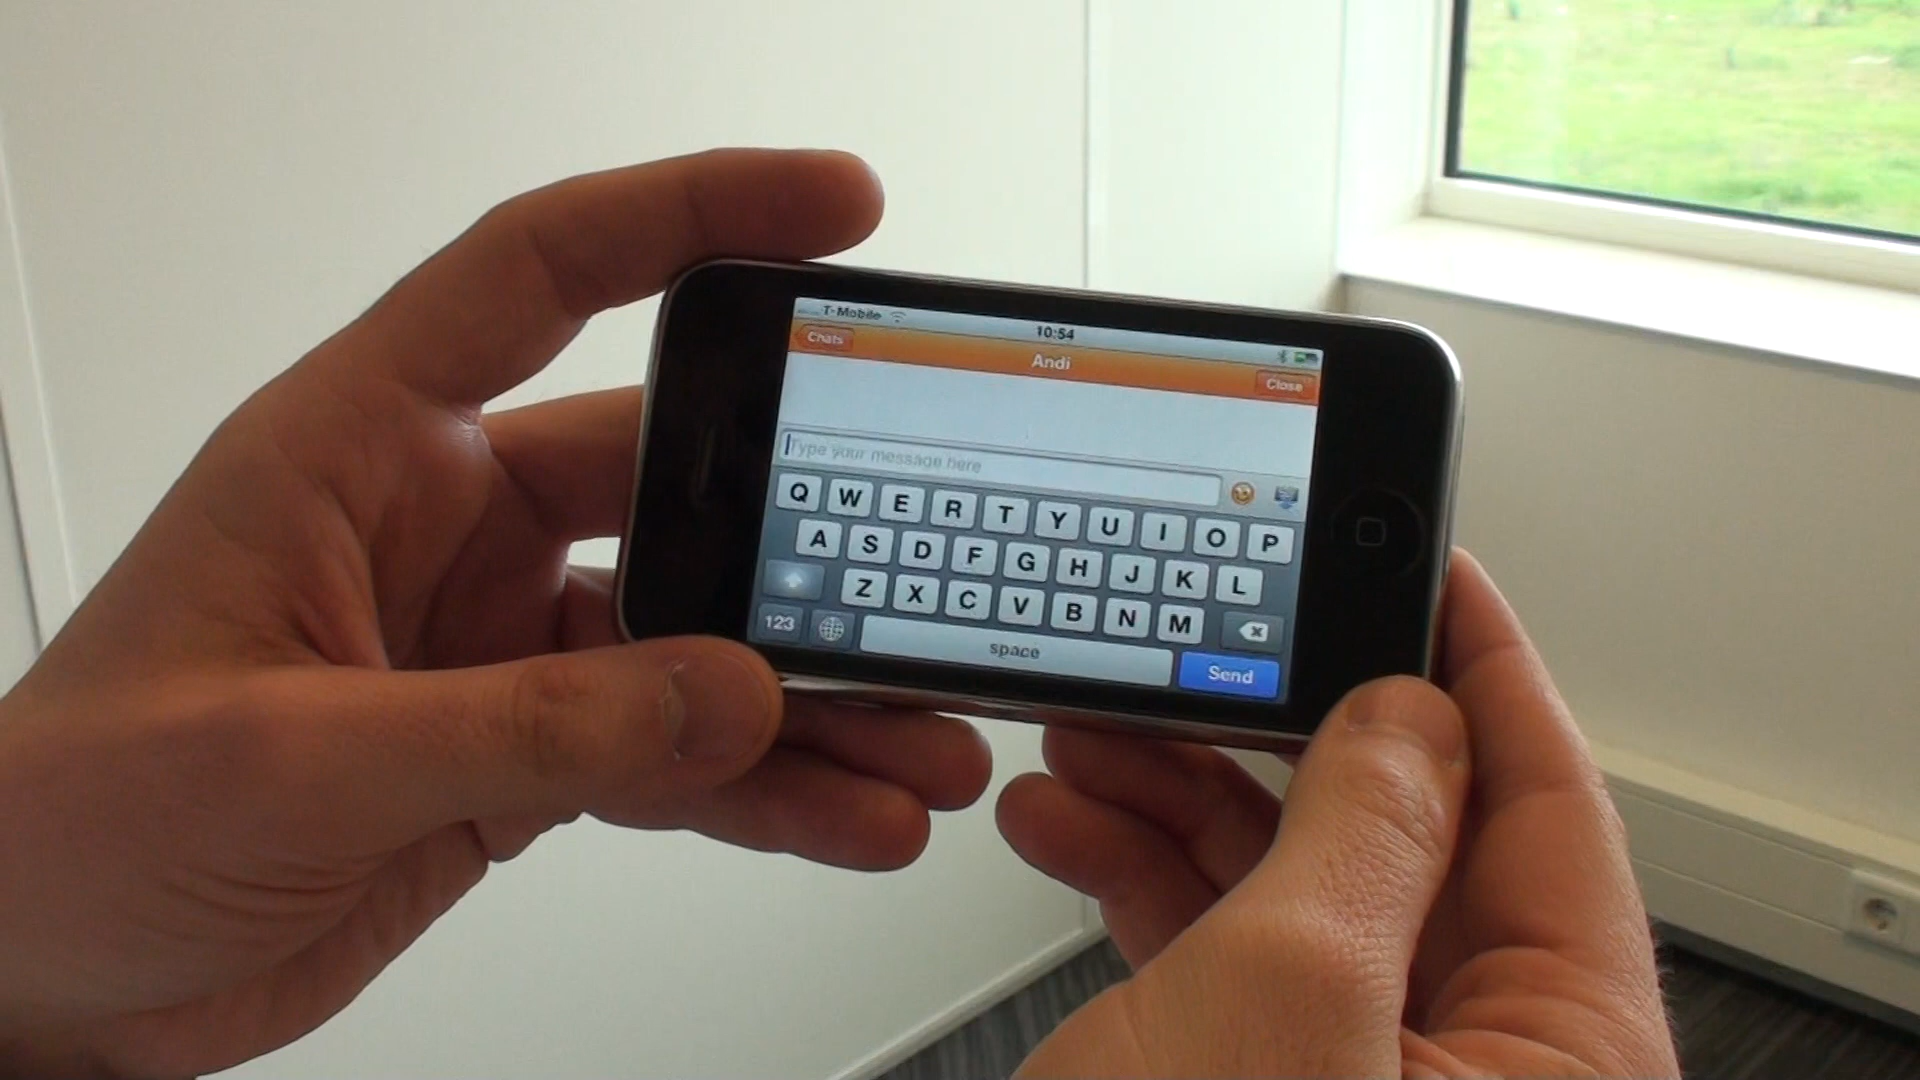 T-Mobile
10:54
Chats
Andi
Close
Type your message here
Q W E R T Y U I O P
A S D F G H J K L
Z X C V B N M
123
space
Send